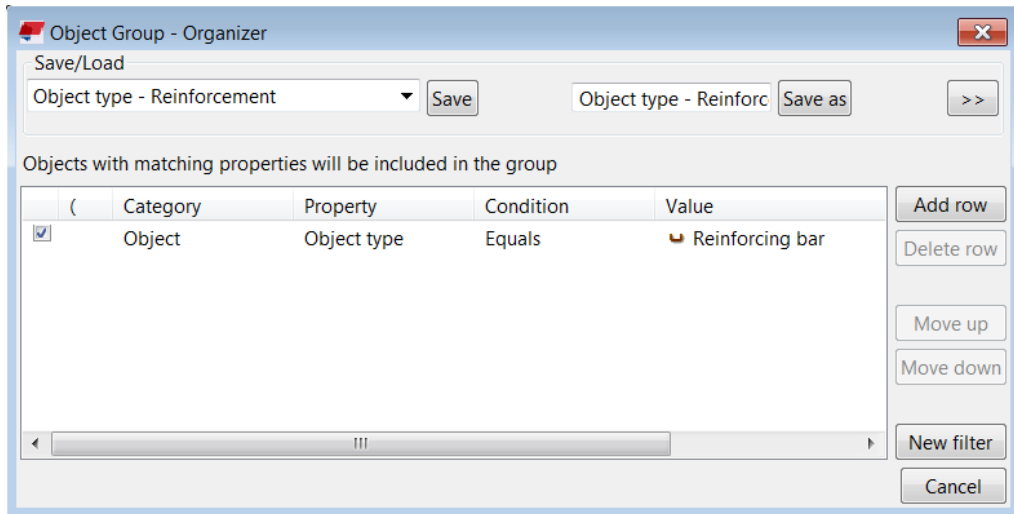 Object Group - Organizer
Save/Load
Object type - Reinforcement Save Object type - Reinforc Save as >>
Objects with matching properties will be included in the group
( Category Property Condition Value Add row
Object Object type Equals Reinforcing bar
Delete row
Move up
Move down
New filter
Cancel